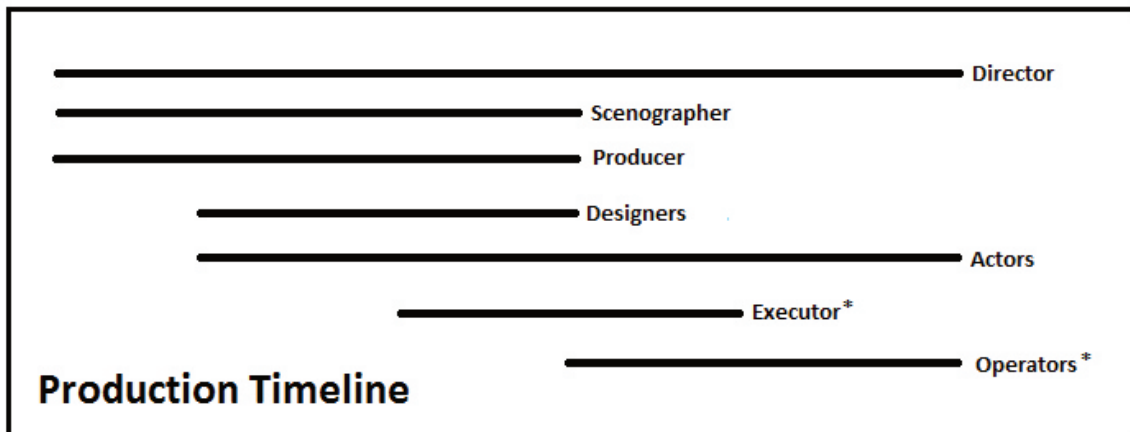 Director
Scenographer
Producer
Designers
Actors
Executor*
Operators*
Production Timeline